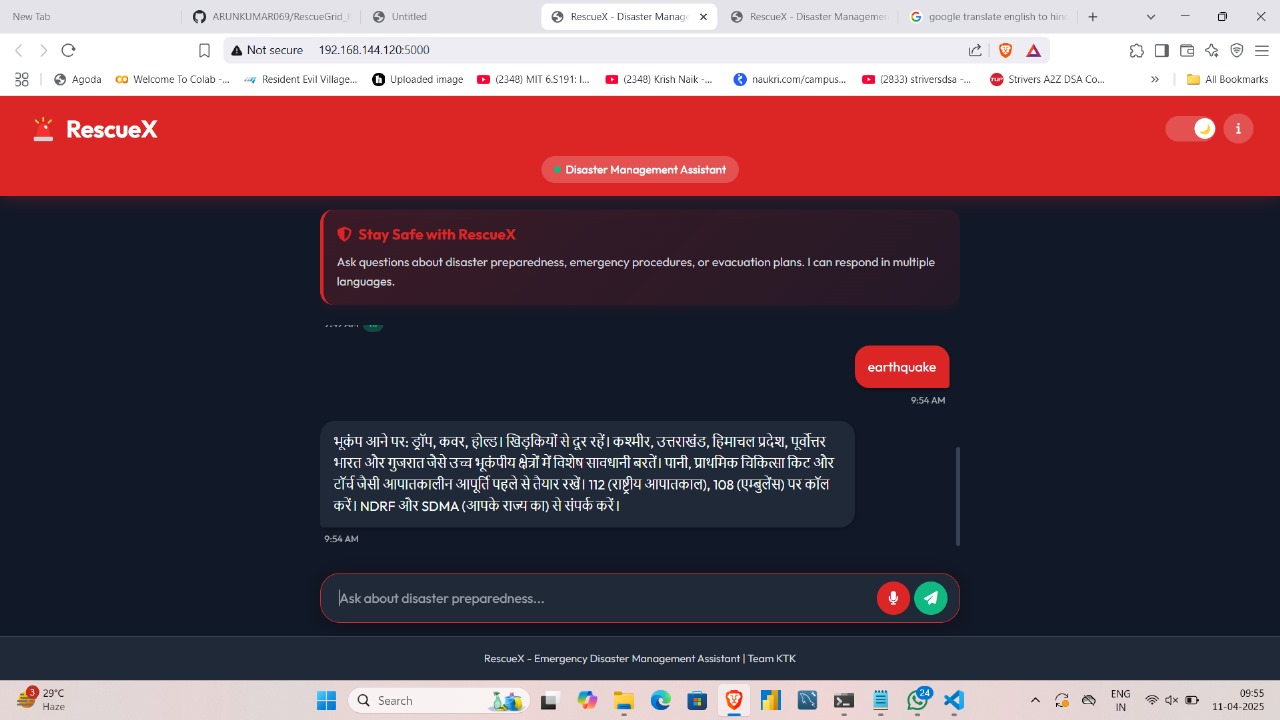 New Tab
ARUNKUMAR069/RescueGrid_
Untitled
RescueX - Disaster Manage
RescueX - Disaster Management
google translate english to hind
Not secure 192.168.144.120:5000
Agoda
Welcome To Colab -...
Resident Evil Village...
Uploaded image
(2348) MIT 6.S191: I...
(2348) Krish Naik -...
naukri.com/campus...
(2833) striversdsa -...
Strivers A2Z DSA Co...
All Bookmarks
RescueX
Disaster Management Assistant
Stay Safe with RescueX
Ask questions about disaster preparedness, emergency procedures, or evacuation plans. I can respond in multiple
languages.
earthquake
9:54 AM
भूकंप आने पर: ड्रॉप, कवर, होल्ड। खिड़कियों से दूर रहें। कश्मीर, उत्तराखंड, हिमाचल प्रदेश, पूर्वोत्तर
भारत और गुजरात जैसे उच्च भूकंपीय क्षेत्रों में विशेष सावधानी बरतें। पानी, प्राथमिक चिकित्सा किट और
टॉर्च जैसी आपातकालीन आपूर्ति पहले से तैयार रखें। 112 (राष्ट्रीय आपातकाल), 108 (एम्बुलेंस) पर कॉल
करें। NDRF और SDMA (आपके राज्य का) से संपर्क करें।
9:54 AM
Ask about disaster preparedness...
RescueX - Emergency Disaster Management Assistant | Team KTK
3
29°C
Haze
Search
24
ENG
IN
09:55
11-04-2025